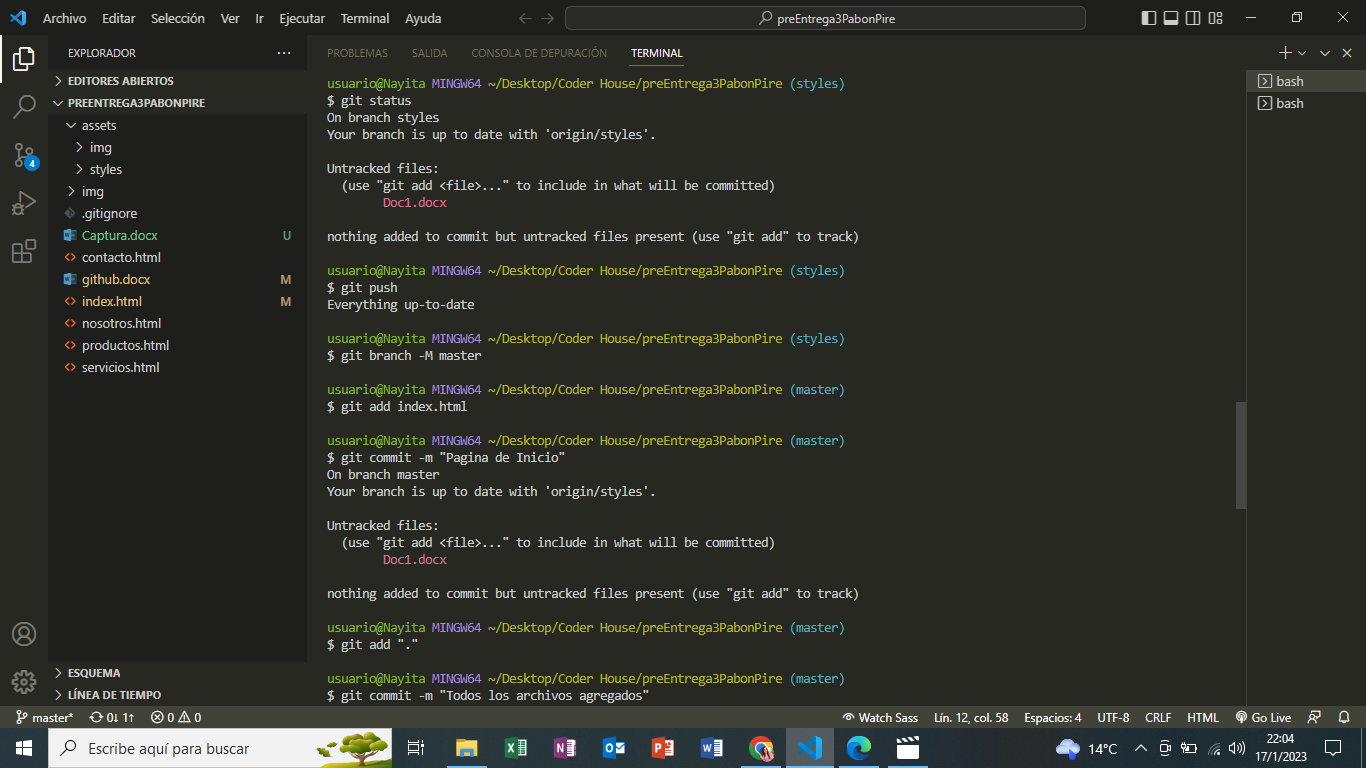 Archivo Editar Selección Ver Ir Ejecutar Terminal Ayuda
preEntrega3PabonPire
EXPLORADOR
EDITORES ABIERTOS
PREENTREGA3PABONPIRE
assets
img
styles
img
.gitignore
Captura.docx U
contacto.html
github.docx M
index.html M
nosotros.html
productos.html
servicios.html
ESQUEMA
LÍNEA DE TIEMPO
4
PROBLEMAS SALIDA CONSOLA DE DEPURACIÓN TERMINAL
usuario@Nayita MINGW64 ~/Desktop/Coder House/preEntrega3PabonPire (styles)
$ git status
On branch styles
Your branch is up to date with 'origin/styles'.
Untracked files:
(use "git add <file>..." to include in what will be committed)
Doc1.docx
nothing added to commit but untracked files present (use "git add" to track)
usuario@Nayita MINGW64 ~/Desktop/Coder House/preEntrega3PabonPire (styles)
$ git push
Everything up-to-date
usuario@Nayita MINGW64 ~/Desktop/Coder House/preEntrega3PabonPire (styles)
$ git branch -M master
usuario@Nayita MINGW64 ~/Desktop/Coder House/preEntrega3PabonPire (master)
$ git add index.html
usuario@Nayita MINGW64 ~/Desktop/Coder House/preEntrega3PabonPire (master)
$ git commit -m "Pagina de Inicio"
On branch master
Your branch is up to date with 'origin/styles'.
Untracked files:
(use "git add <file>..." to include in what will be committed)
Doc1.docx
nothing added to commit but untracked files present (use "git add" to track)
usuario@Nayita MINGW64 ~/Desktop/Coder House/preEntrega3PabonPire (master)
$ git add "."
usuario@Nayita MINGW64 ~/Desktop/Coder House/preEntrega3PabonPire (master)
$ git commit -m "Todos los archivos agregados"
bash
bash
master* 0↓ 1↑ 0 0 Watch Sass Lín. 12, col. 58 Espacios: 4 UTF-8 CRLF HTML Go Live
Escribe aquí para buscar
14°C
22:04
17/1/2023